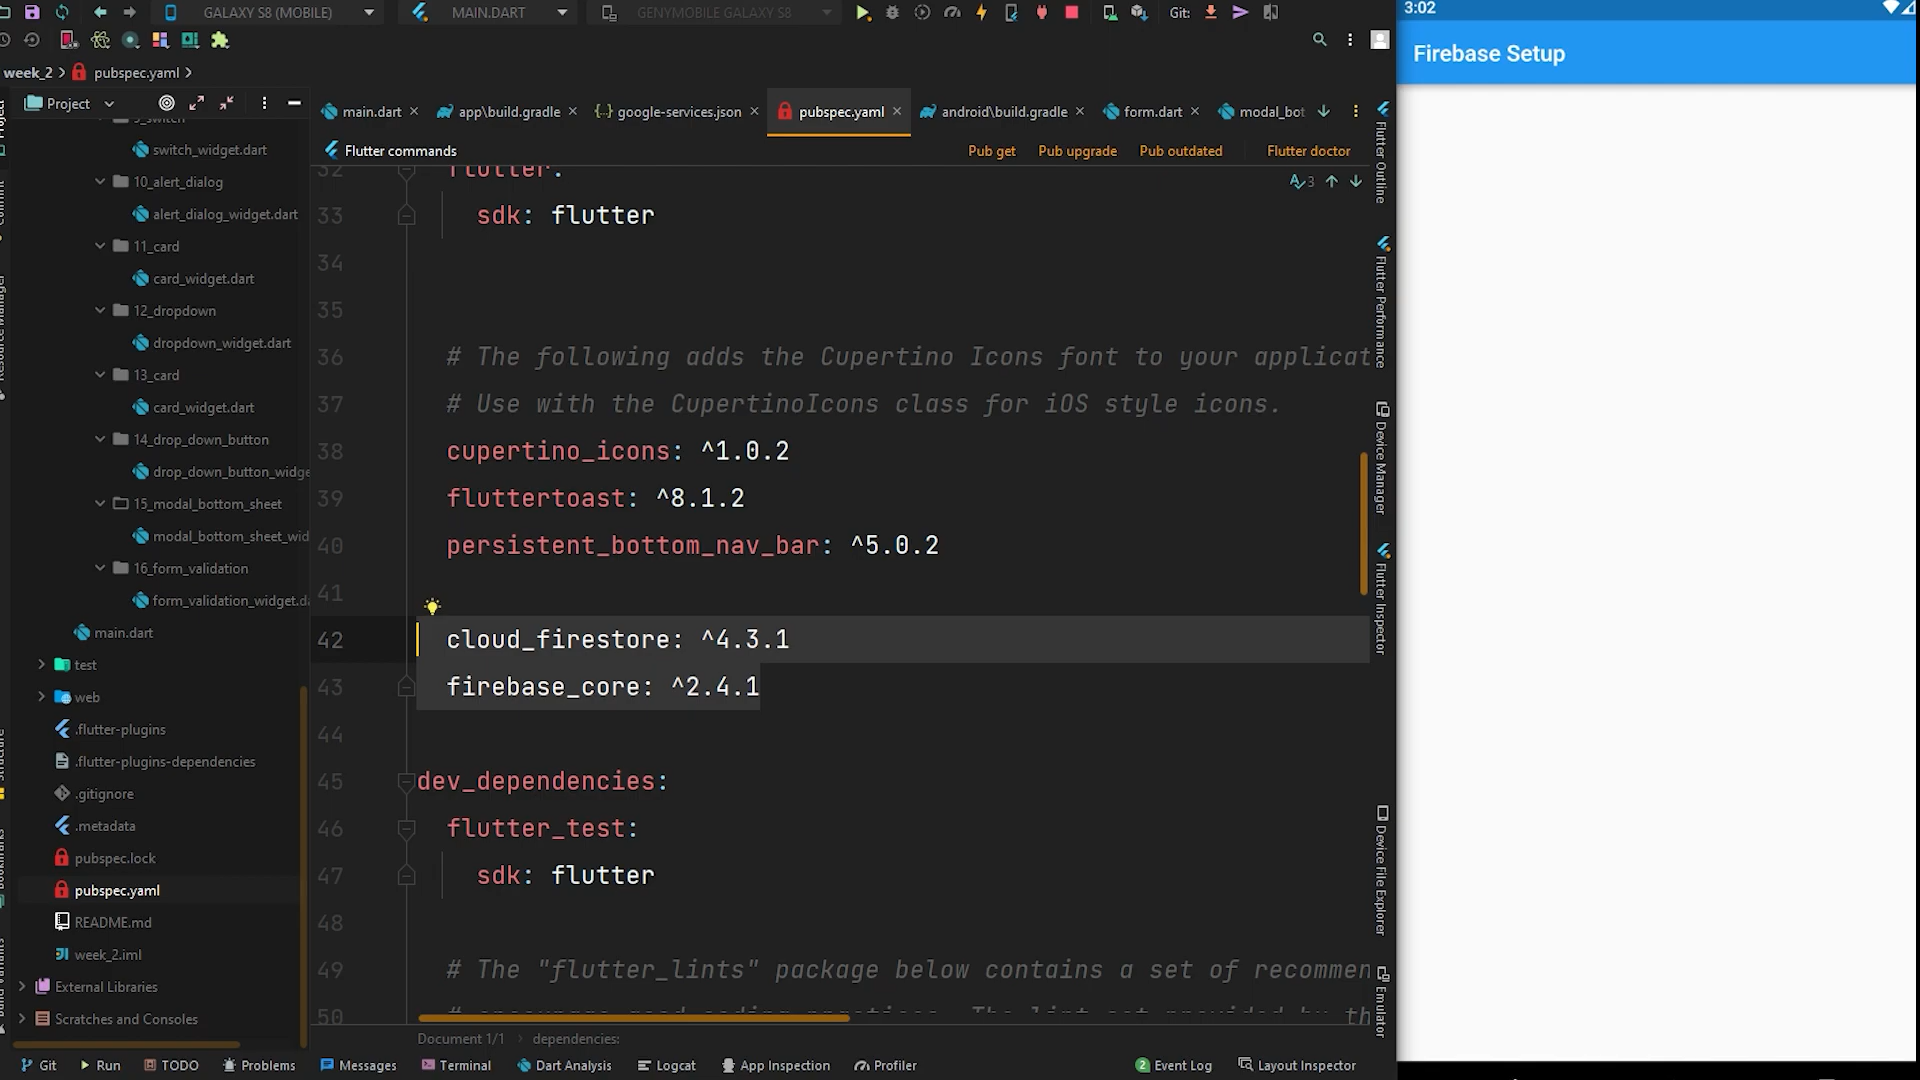 GALAXY S8 (MOBILE)
MAIN.DART
GENYMOBILE GALAXY S8
Git:
3:02
Firebase Setup
week_2
pubspec.yaml
Project
main.dart
app\build.gradle
google-services.json
pubspec.yaml
android\build.gradle
form.dart
modal_bot
Flutter commands
Pub get
Pub upgrade
Pub outdated
Flutter doctor
switch_widget.dart
10_alert_dialog
alert_dialog_widget.dart
11_card
card_widget.dart
12_dropdown
dropdown_widget.dart
13_card
card_widget.dart
14_drop_down_button
drop_down_button_widge
15_modal_bottom_sheet
modal_bottom_sheet_wid
16_form_validation
form_validation_widget.d
main.dart
test
web
.flutter-plugins
.flutter-plugins-dependencies
.gitignore
.metadata
pubspec.lock
pubspec.yaml
README.md
week_2.iml
External Libraries
Scratches and Consoles
32 flutter:
33 sdk: flutter
34
35
36 # The following adds the Cupertino Icons font to your applicat
37 # Use with the CupertinoIcons class for iOS style icons.
38 cupertino_icons: ^1.0.2
39 fluttertoast: ^8.1.2
40 persistent_bottom_nav_bar: ^5.0.2
41
42 cloud_firestore: ^4.3.1
43 firebase_core: ^2.4.1
44
45 dev_dependencies:
46 flutter_test:
47 sdk: flutter
48
49 # The "flutter_lints" package below contains a set of recommen
50
3
Flutter Outline
Flutter Performance
Device Manager
Flutter Inspector
Device File Explorer
Emulator
Document 1/1
dependencies:
Git
Run
TODO
Problems
Messages
Terminal
Dart Analysis
Logcat
App Inspection
Profiler
2 Event Log
Layout Inspector